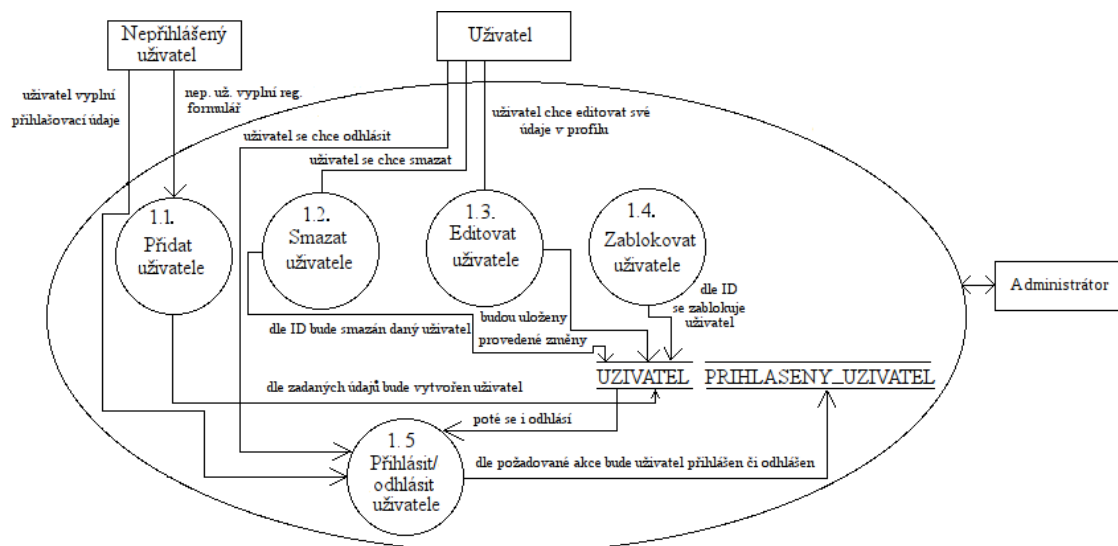 Nepřihlášený
uživatel
Uživatel
uživatel vyplní
přihlašovací údaje
nep. už. vyplní reg.
formulář
uživatel chce editovat své
údaje v profilu
uživatel se chce odhlásit
uživatel se chce smazat
1.1.
Přidat
uživatele
1.2.
Smazat
uživatele
1.3.
Editovat
uživatele
1.4.
Zablokovat
uživatele
Administrátor
dle ID
se zablokuje
uživatel
budou uloženy
provedené změny
dle ID bude smazán daný uživatel
UZIVATEL
PRIHLASENY_UZIVATEL
dle zadaných údajů bude vytvořen uživatel
poté se i odhlásí
1. 5
Přihlásit/
odhlásit
uživatele
dle požadované akce bude uživatel přihlášen či odhlášen